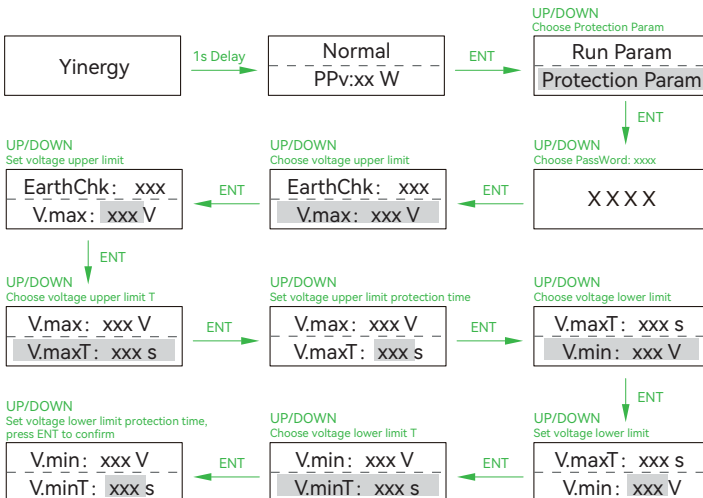 Yinergy
1s Delay
Normal
PPv:xx W
ENT
UP/DOWN
Choose Protection Param
Run Param
Protection Param
ENT
UP/DOWN
Choose PassWord: xxxx
X X X X
ENT
UP/DOWN
Choose voltage upper limit
EarthChk: xxx
V.max: xxx V
ENT
UP/DOWN
Set voltage upper limit
EarthChk: xxx
V.max: xxx V
ENT
UP/DOWN
Choose voltage upper limit T
V.max: xxx V
V.maxT: xxx s
ENT
UP/DOWN
Set voltage upper limit protection time
V.max: xxx V
V.maxT: xxx s
ENT
UP/DOWN
Choose voltage lower limit
V.maxT: xxx s
V.min: xxx V
ENT
UP/DOWN
Set voltage lower limit
V.maxT: xxx s
V.min: xxx V
ENT
UP/DOWN
Choose voltage lower limit T
V.min: xxx V
V.minT: xxx s
ENT
UP/DOWN
Set voltage lower limit protection time,
press ENT to confirm
V.min: xxx V
V.minT: xxx s